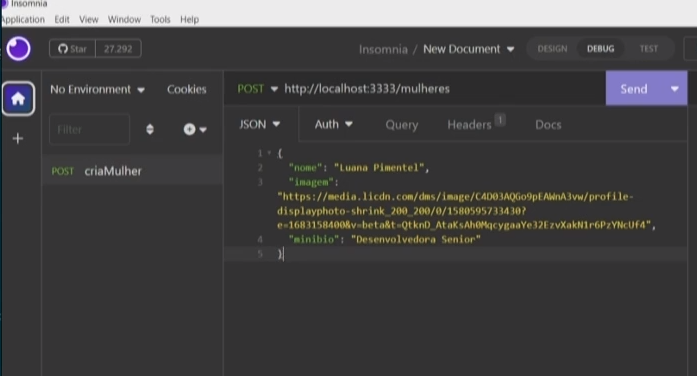 Insomnia
Application Edit View Window Tools Help
Star 27.292
Insomnia / New Document
DESIGN DEBUG TEST
No Environment Cookies
POST http://localhost:3333/mulheres
Send
Filter
JSON Auth Query Headers 1 Docs
POST criaMulher
1 {
2 "nome": "Luana Pimentel",
3 "imagem":
"https://media.licdn.com/dms/image/C4D03AQGo9pEAWnA3vw/profile-
displayphoto-shrink_200_200/0/1580595733430?
e=1683158400&v=beta&t=QtknD_AtaKsAh0MqcygaaYe32EzvXakN1r6PzYNcUf4",
4 "minibio": "Desenvolvedora Senior"
5 }